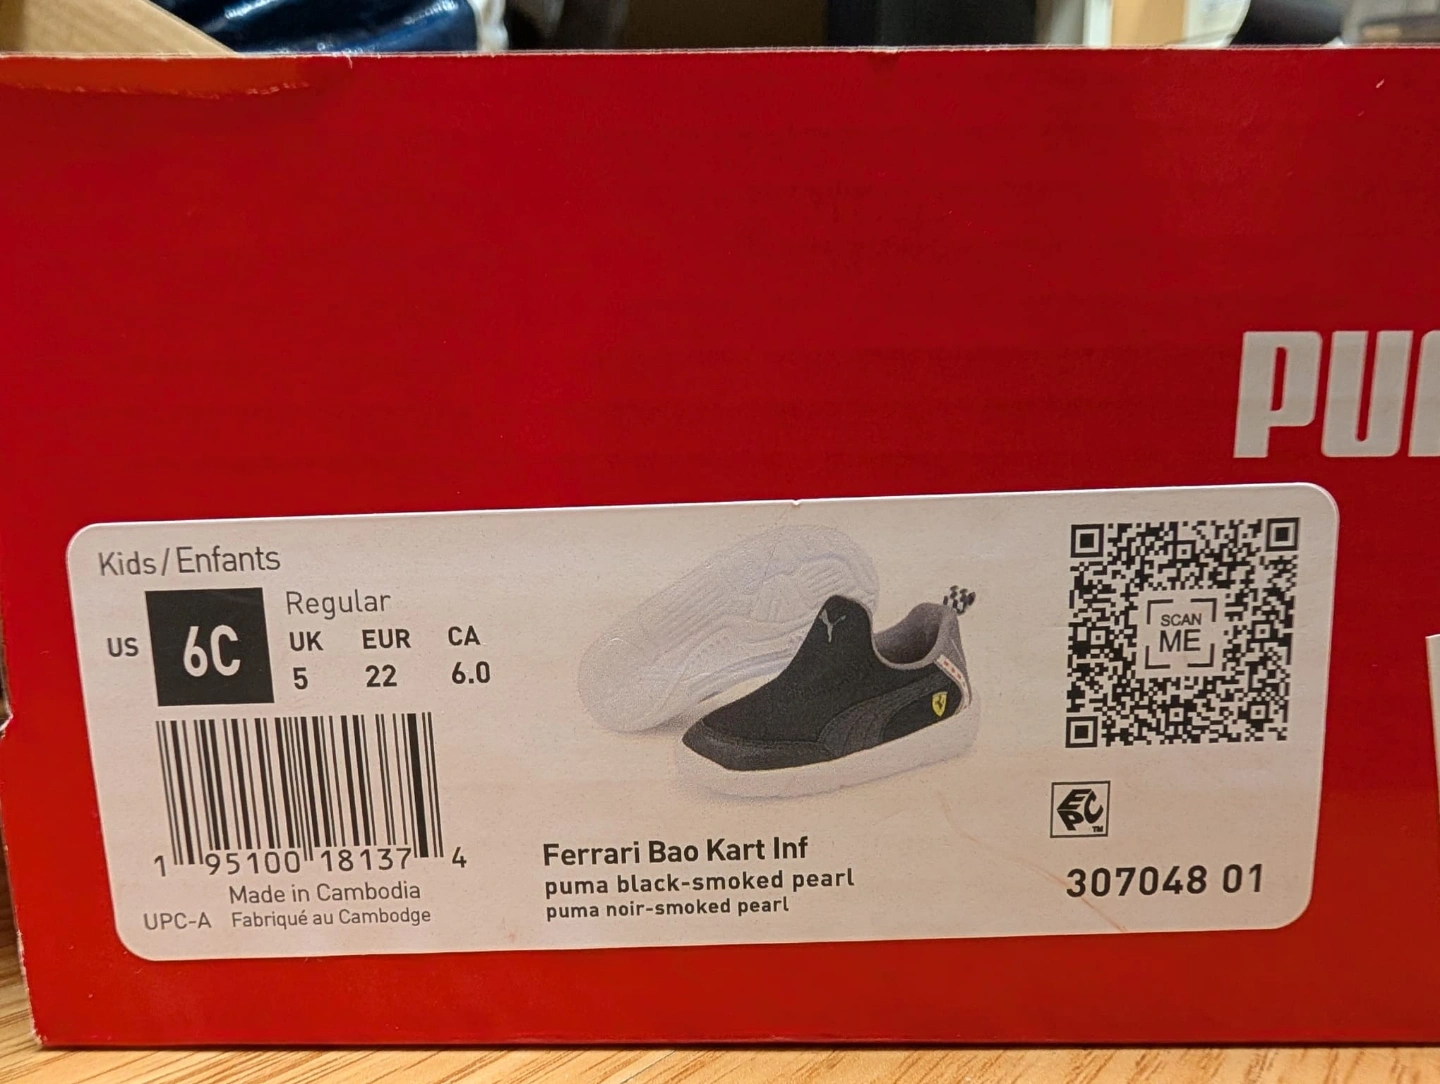 PU
Kids/Enfants
US 6C
Regular
UK EUR CA
5 22 6.0
1 95100 18137 4
Made in Cambodia
UPC-A Fabriqué au Cambodge
Ferrari Bao Kart Inf
puma black-smoked pearl
puma noir-smoked pearl
SCAN
ME
EPC™
307048 01